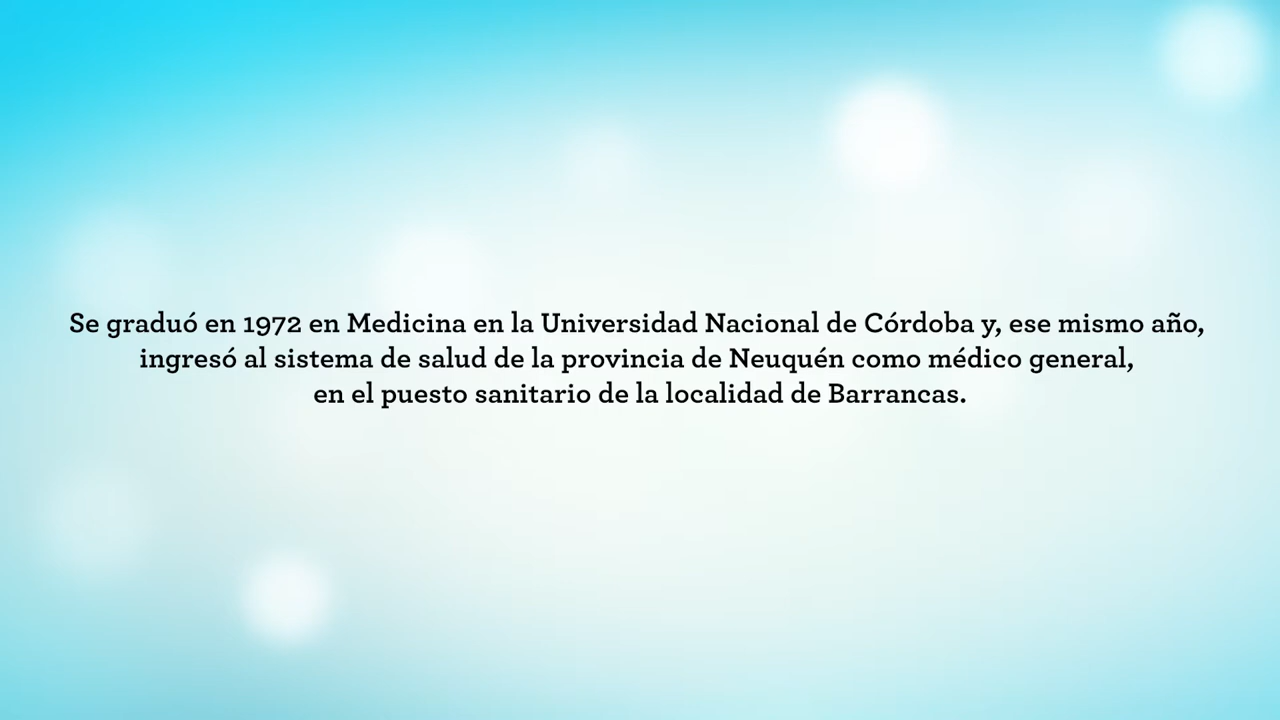 Se graduó en 1972 en Medicina en la Universidad Nacional de Córdoba y, ese mismo año,
ingresó al sistema de salud de la provincia de Neuquén como médico general,
en el puesto sanitario de la localidad de Barrancas.